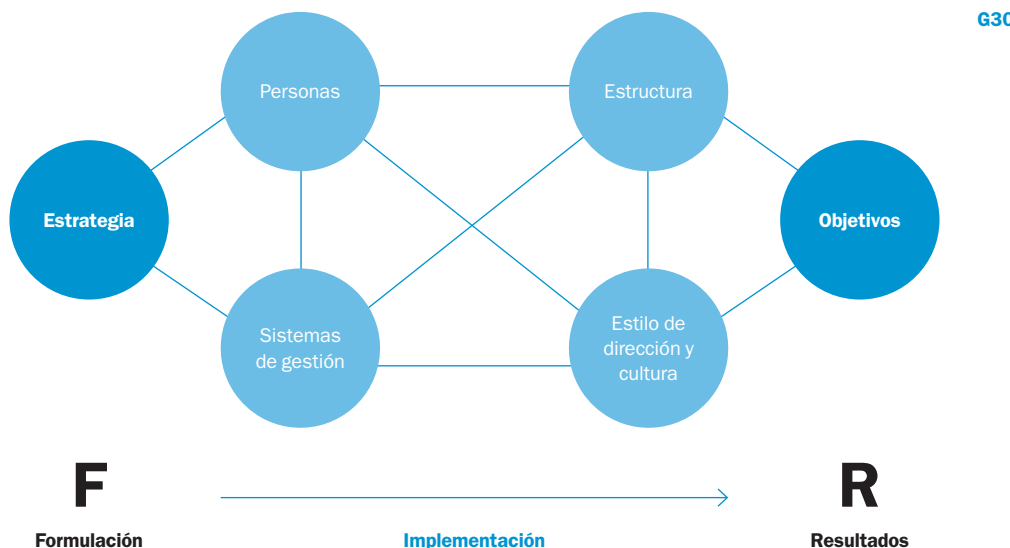 G30
Personas
Estructura
Estrategia
Objetivos
Sistemas
de gestión
Estilo de
dirección y
cultura
F
R
Formulación
Implementación
Resultados